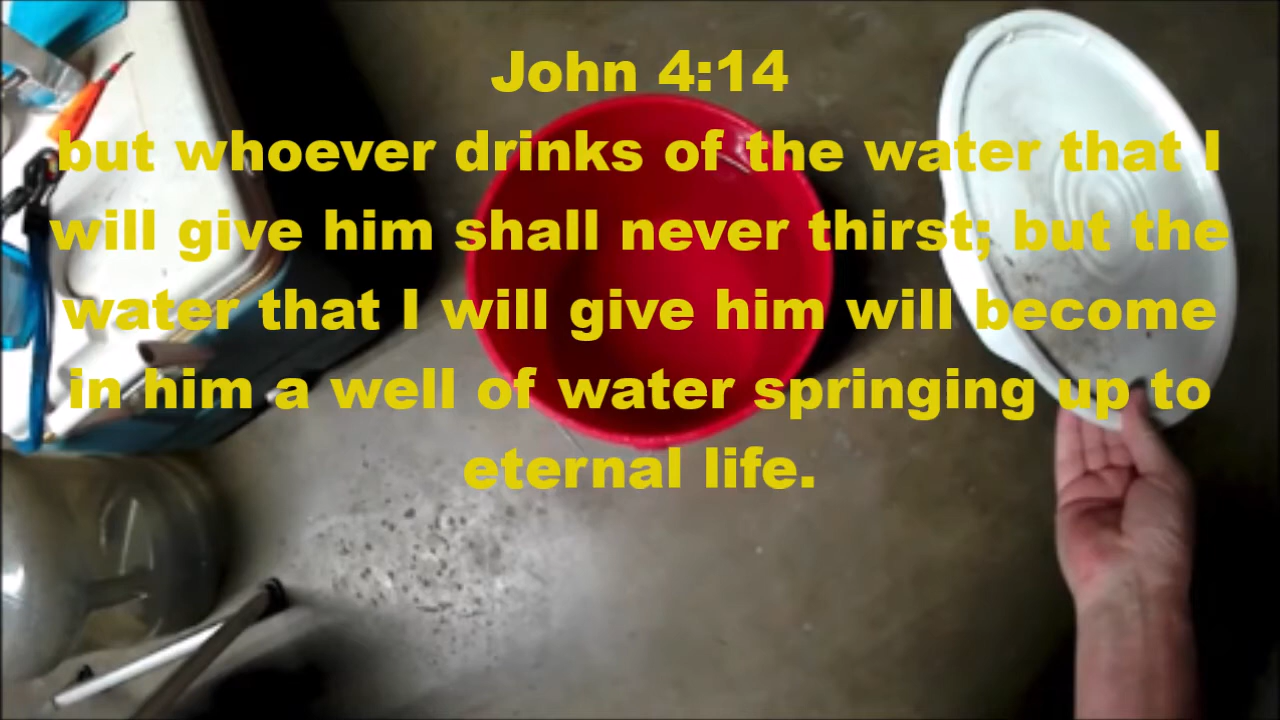 John 4:14
but whoever drinks of the water that I
will give him shall never thirst; but the
water that I will give him will become
in him a well of water springing up to
eternal life.